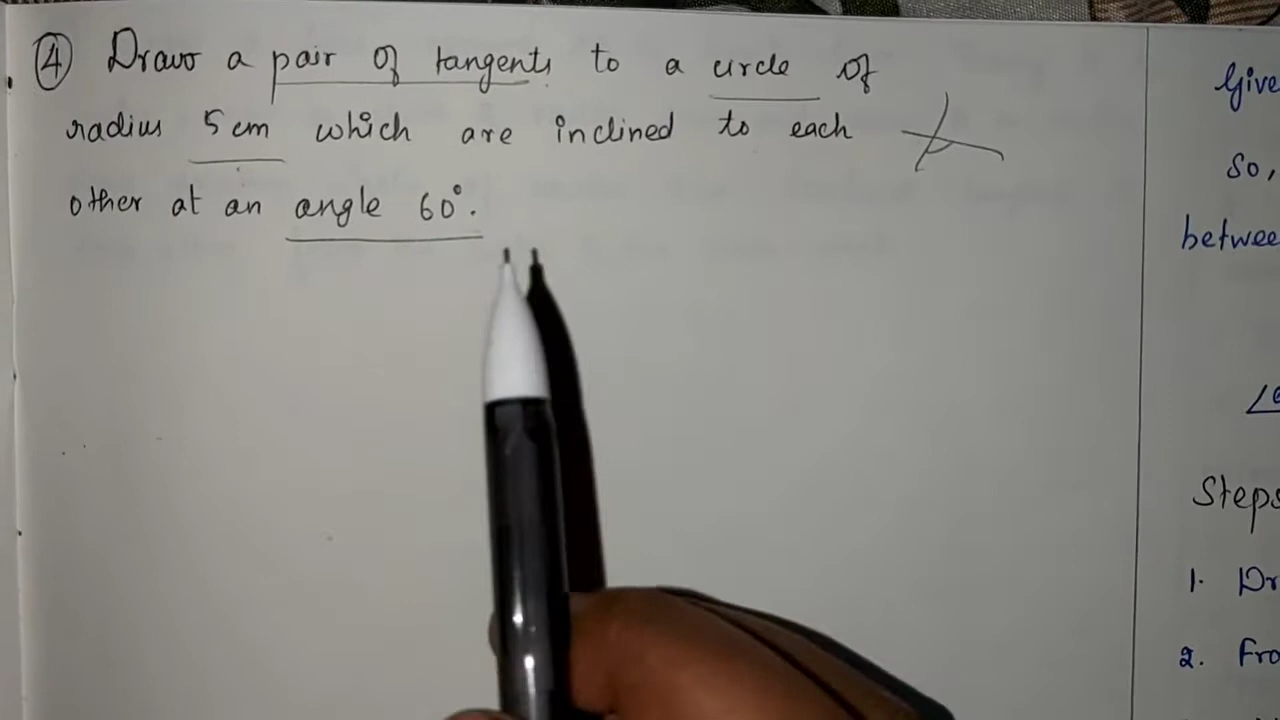 ④ Draw a pair of tangents to a circle of
radius 5 cm which are inclined to each
other at an angle 60°.
Give
So,
betwee
Steps
1. Dr
2. Fro